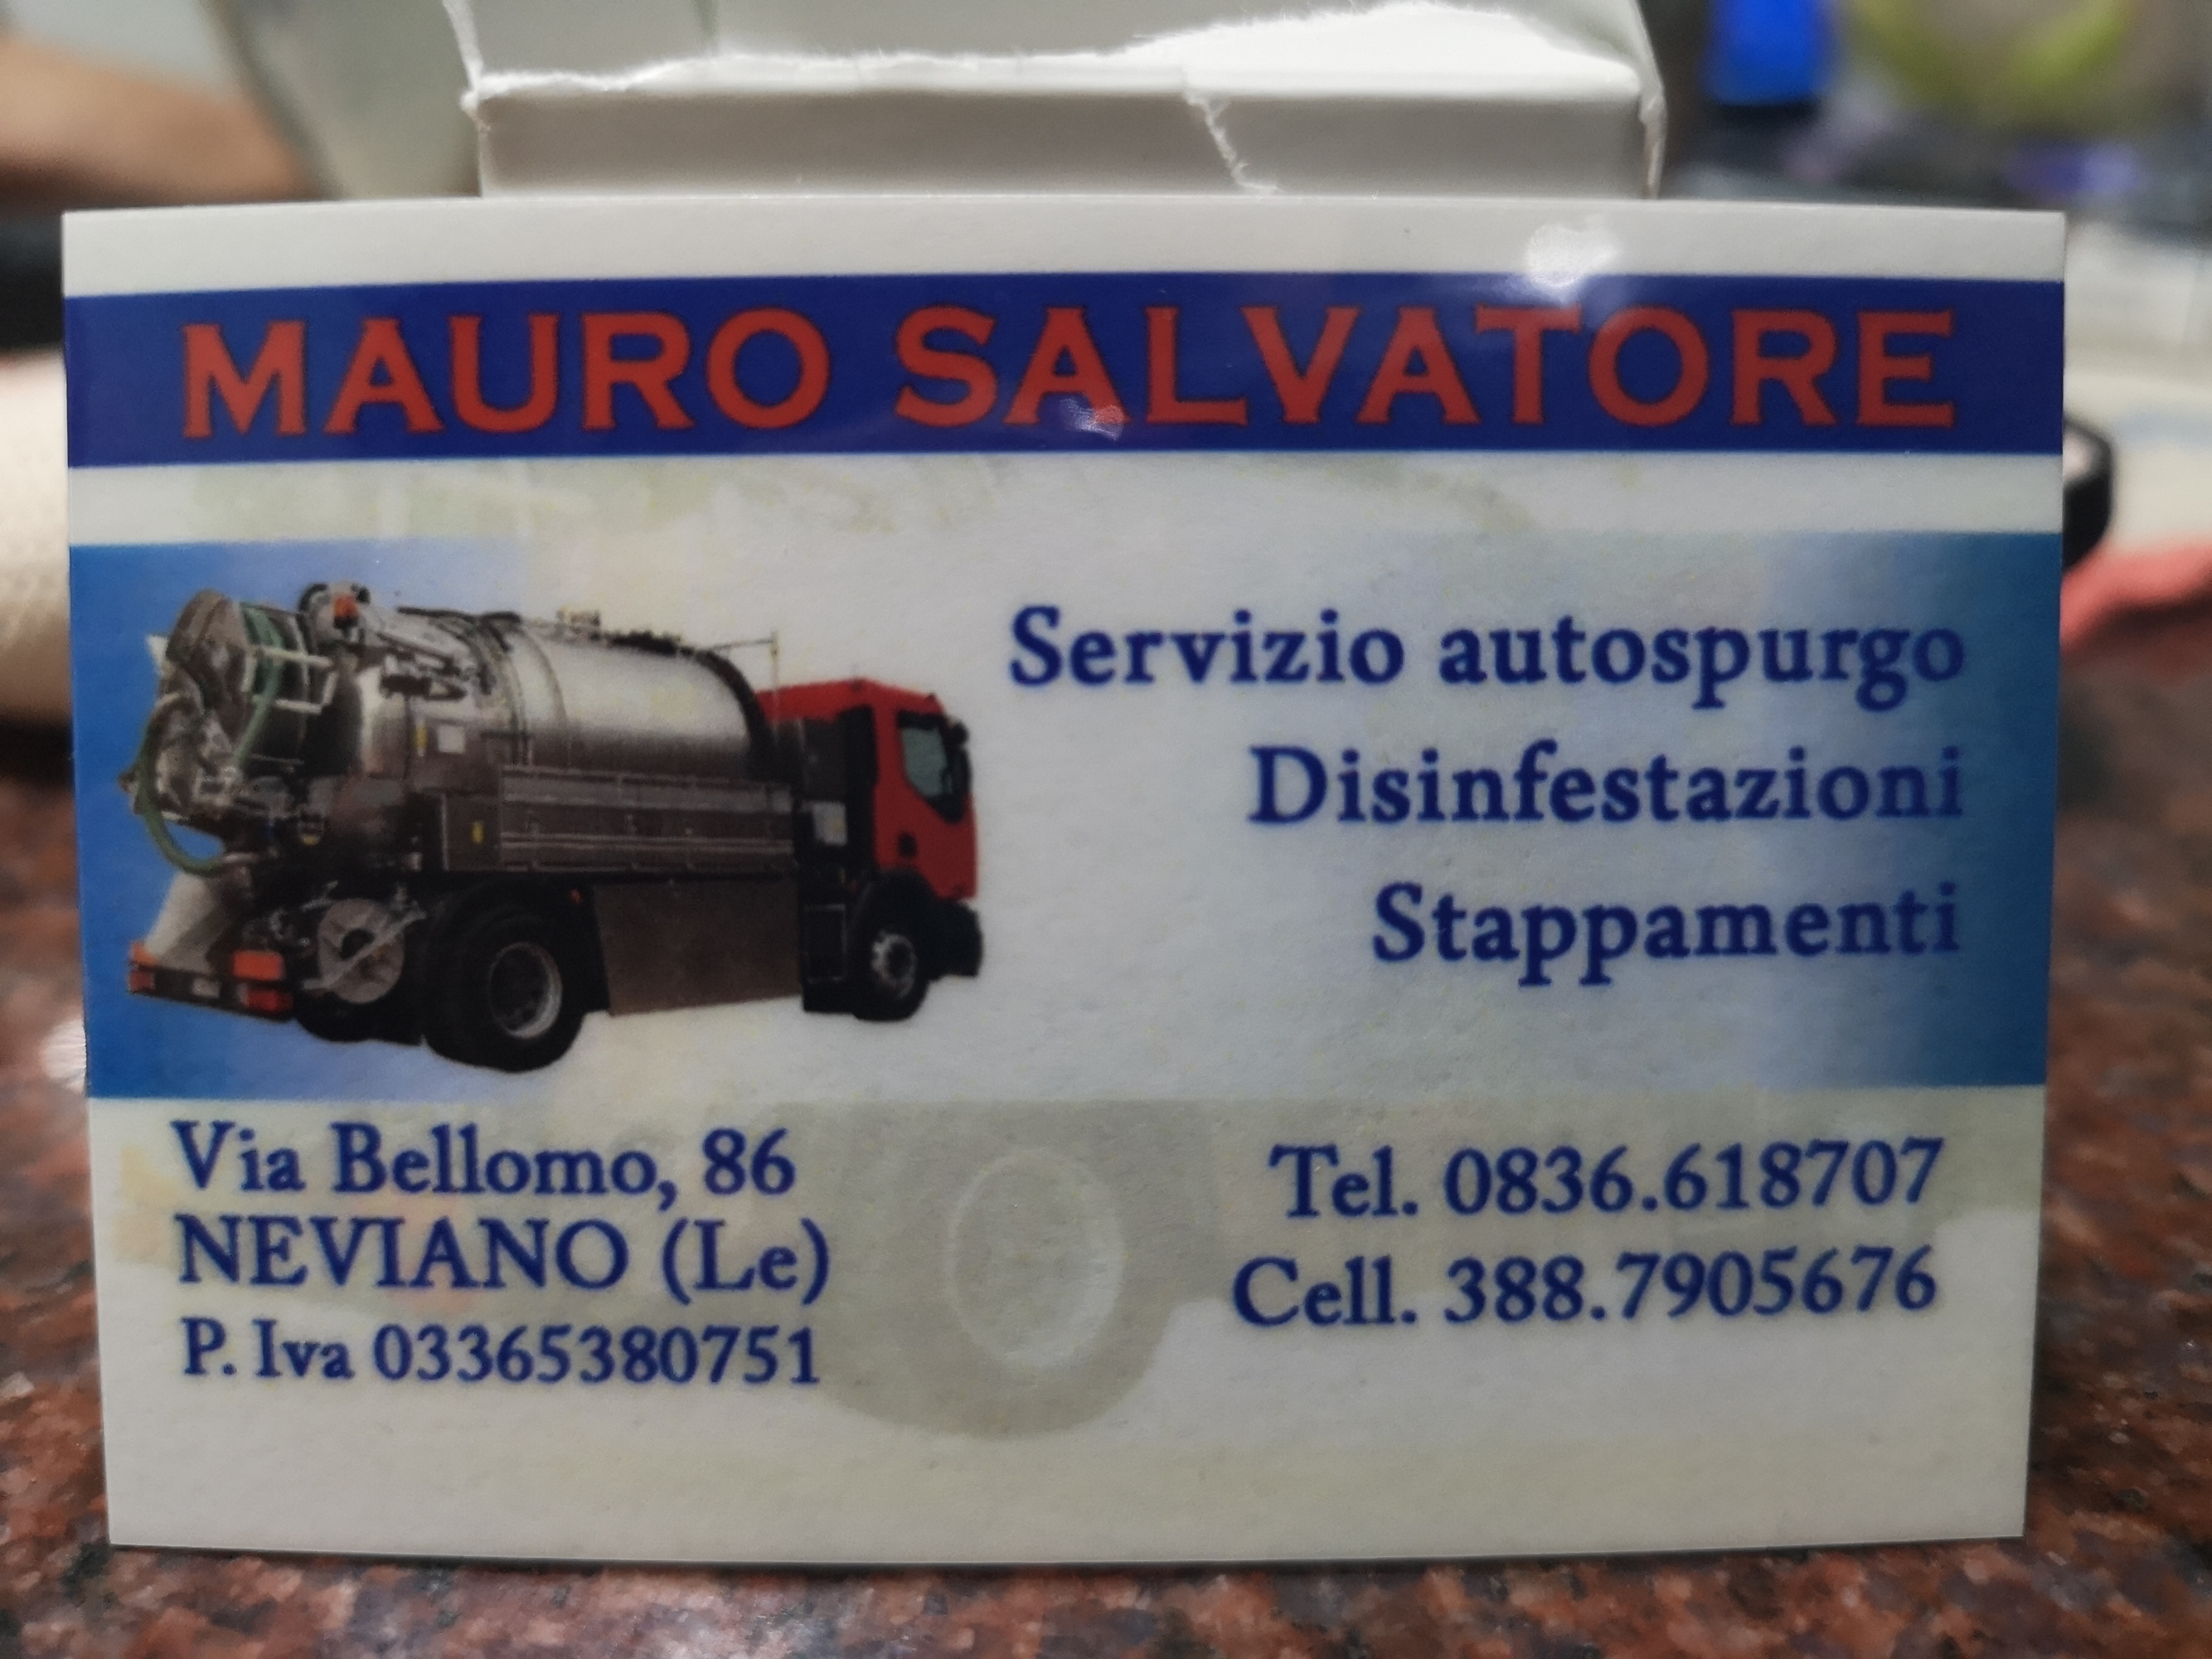 MAURO SALVATORE
Servizio autospurgo
Disinfestazioni
Stappamenti
Via Bellomo, 86
NEVIANO (Le)
P. Iva 03365380751
Tel. 0836.618707
Cell. 388.7905676